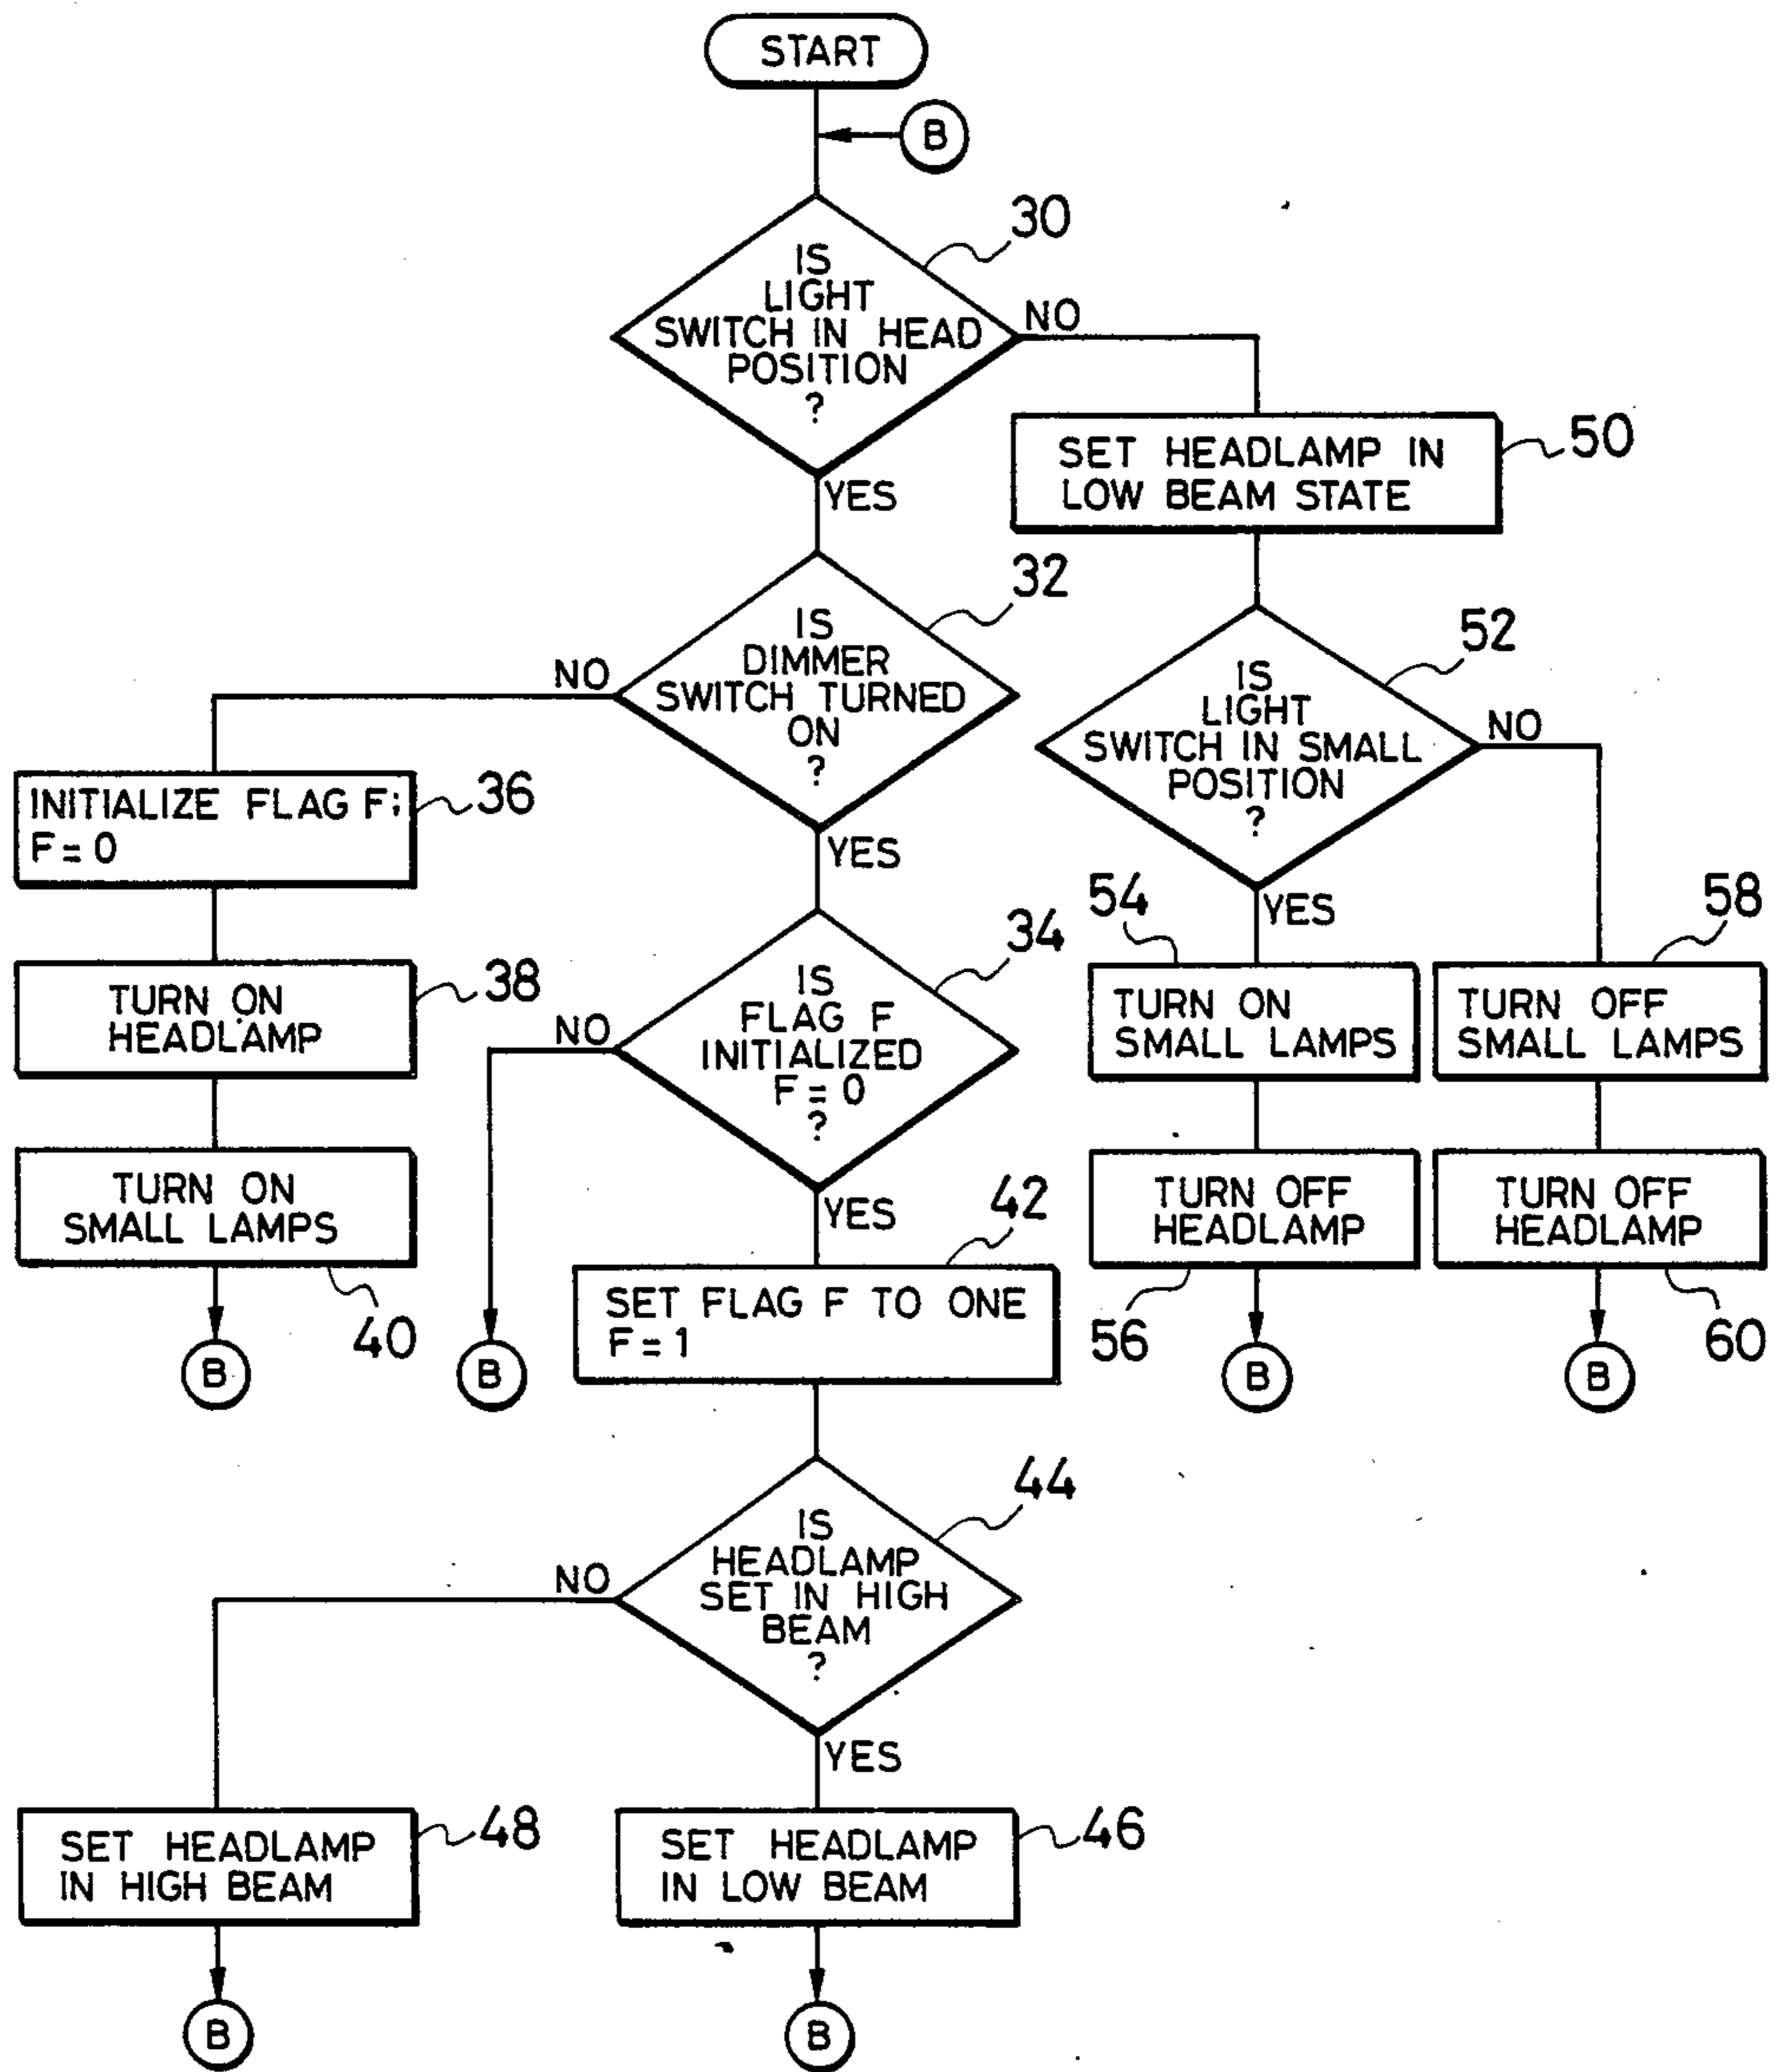 START
B
30
IS
LIGHT
SWITCH IN HEAD
POSITION
?
NO
YES
50
SET HEADLAMP IN
LOW BEAM STATE
32
IS
DIMMER
SWITCH TURNED
ON
?
NO
YES
52
IS
LIGHT
SWITCH IN SMALL
POSITION
?
NO
YES
INITIALIZE FLAG F;
F = 0
36
34
IS
FLAG F
INITIALIZED
F = 0
?
NO
YES
54
TURN ON
SMALL LAMPS
58
TURN OFF
SMALL LAMPS
TURN ON
HEADLAMP
38
TURN ON
SMALL LAMPS
40
B
B
42
SET FLAG F TO ONE
F = 1
TURN OFF
HEADLAMP
56
B
TURN OFF
HEADLAMP
60
B
44
IS
HEADLAMP
SET IN HIGH
BEAM
?
NO
YES
SET HEADLAMP
IN HIGH BEAM
48
SET HEADLAMP
IN LOW BEAM
46
B
B